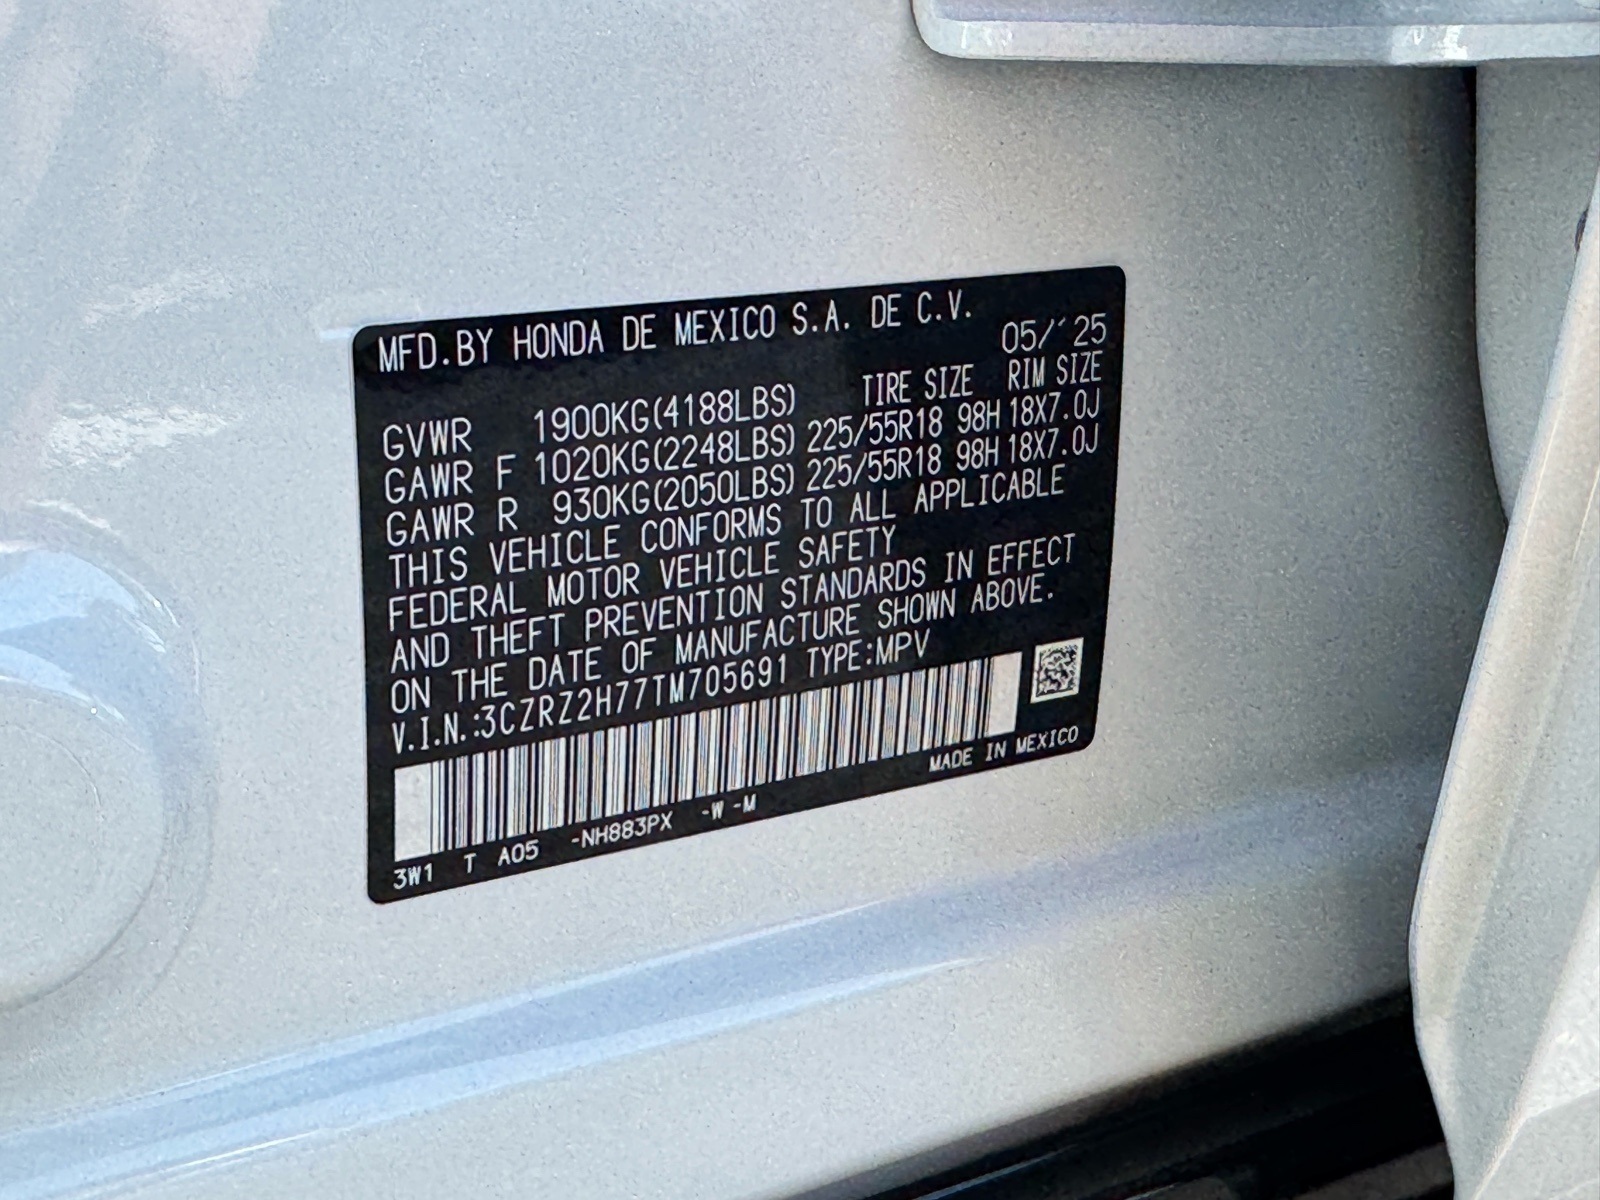 MFD.BY HONDA DE MEXICO S.A. DE C.V.
05/´25
TIRE SIZE RIM SIZE
GVWR 1900KG(4188LBS)
GAWR F 1020KG(2248LBS) 225/55R18 98H 18X7.0J
GAWR R 930KG(2050LBS) 225/55R18 98H 18X7.0J
THIS VEHICLE CONFORMS TO ALL APPLICABLE
FEDERAL MOTOR VEHICLE SAFETY
AND THEFT PREVENTION STANDARDS IN EFFECT
ON THE DATE OF MANUFACTURE SHOWN ABOVE.
V.I.N.:3CZRZ2H77TM705691 TYPE:MPV
MADE IN MEXICO
3W1 T A05 -NH883PX -W -M